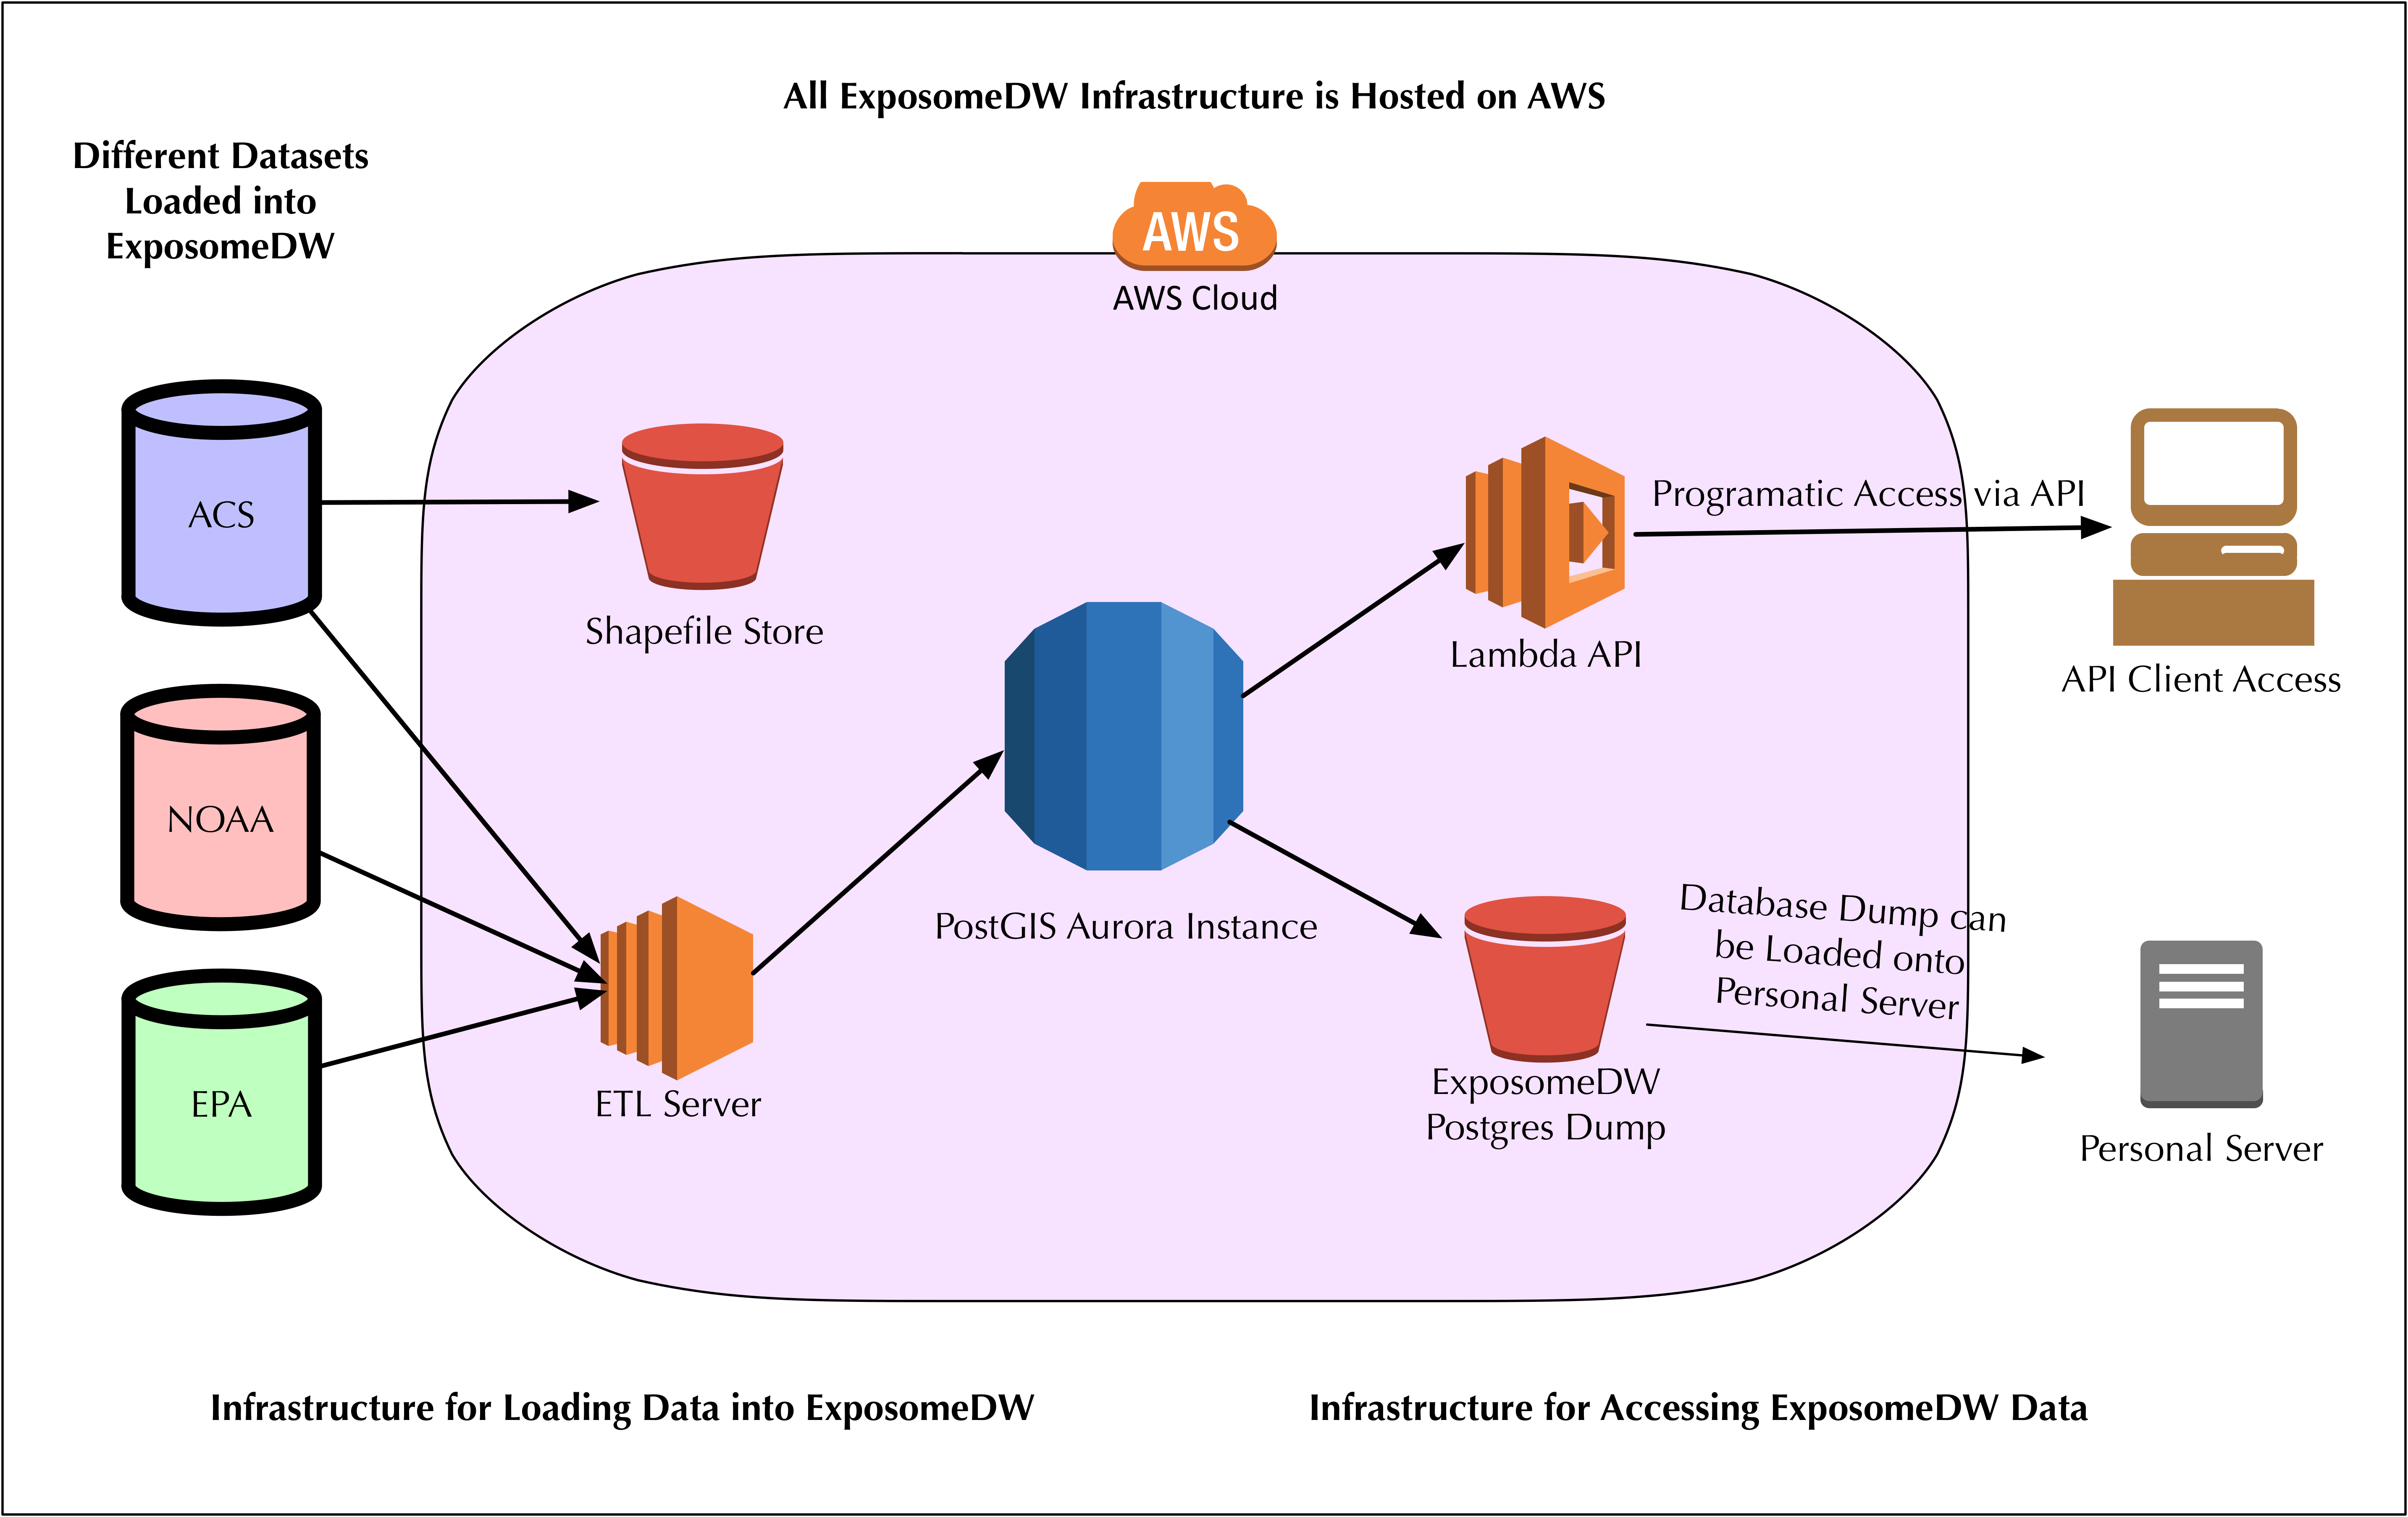 All ExposomeDW Infrastructure is Hosted on AWS
Different Datasets
Loaded into
ExposomeDW
AWS
AWS Cloud
ACS
NOAA
EPA
Shapefile Store
ETL Server
PostGIS Aurora Instance
Lambda API
Programatic Access via API
API Client Access
Database Dump can
be Loaded onto
Personal Server
ExposomeDW
Postgres Dump
Personal Server
Infrastructure for Loading Data into ExposomeDW
Infrastructure for Accessing ExposomeDW Data